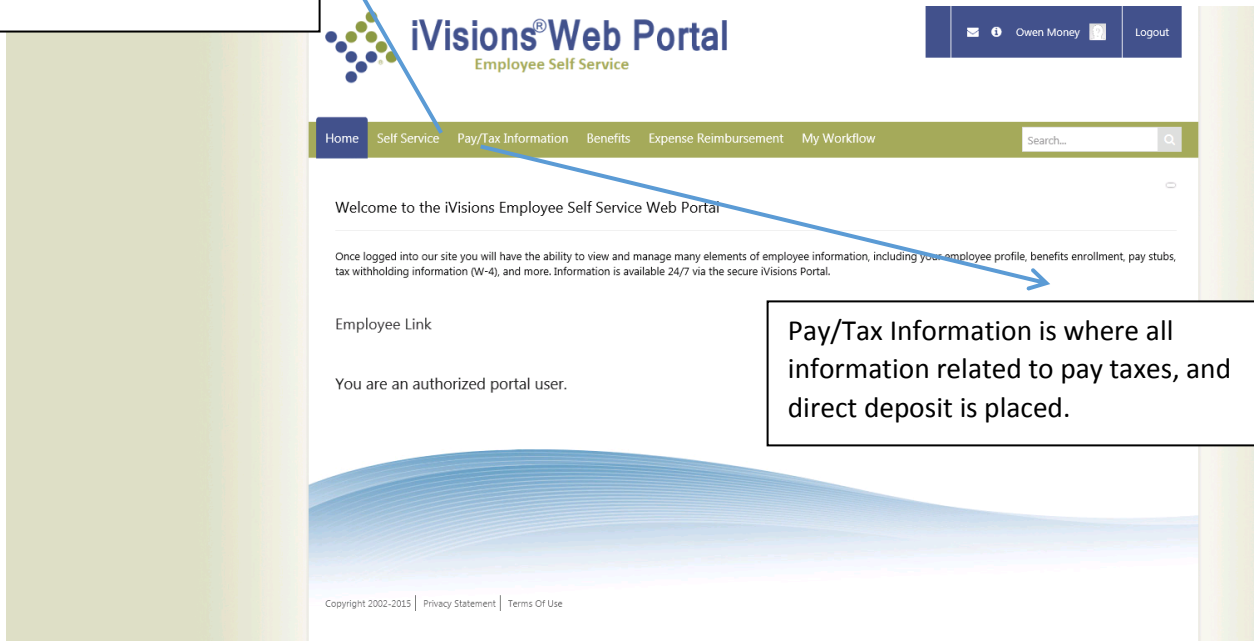 iVisions® Web Portal
Employee Self Service
Owen Money
Logout
Home Self Service Pay/Tax Information Benefits Expense Reimbursement My Workflow Search...
Welcome to the iVisions Employee Self Service Web Portal
Once logged into our site you will have the ability to view and manage many elements of employee information, including your employee profile, benefits enrollment, pay stubs,
tax withholding information (W-4), and more. Information is available 24/7 via the secure iVisions Portal.
Employee Link
You are an authorized portal user.
Pay/Tax Information is where all
information related to pay taxes, and
direct deposit is placed.
Copyright 2002-2015 | Privacy Statement | Terms Of Use